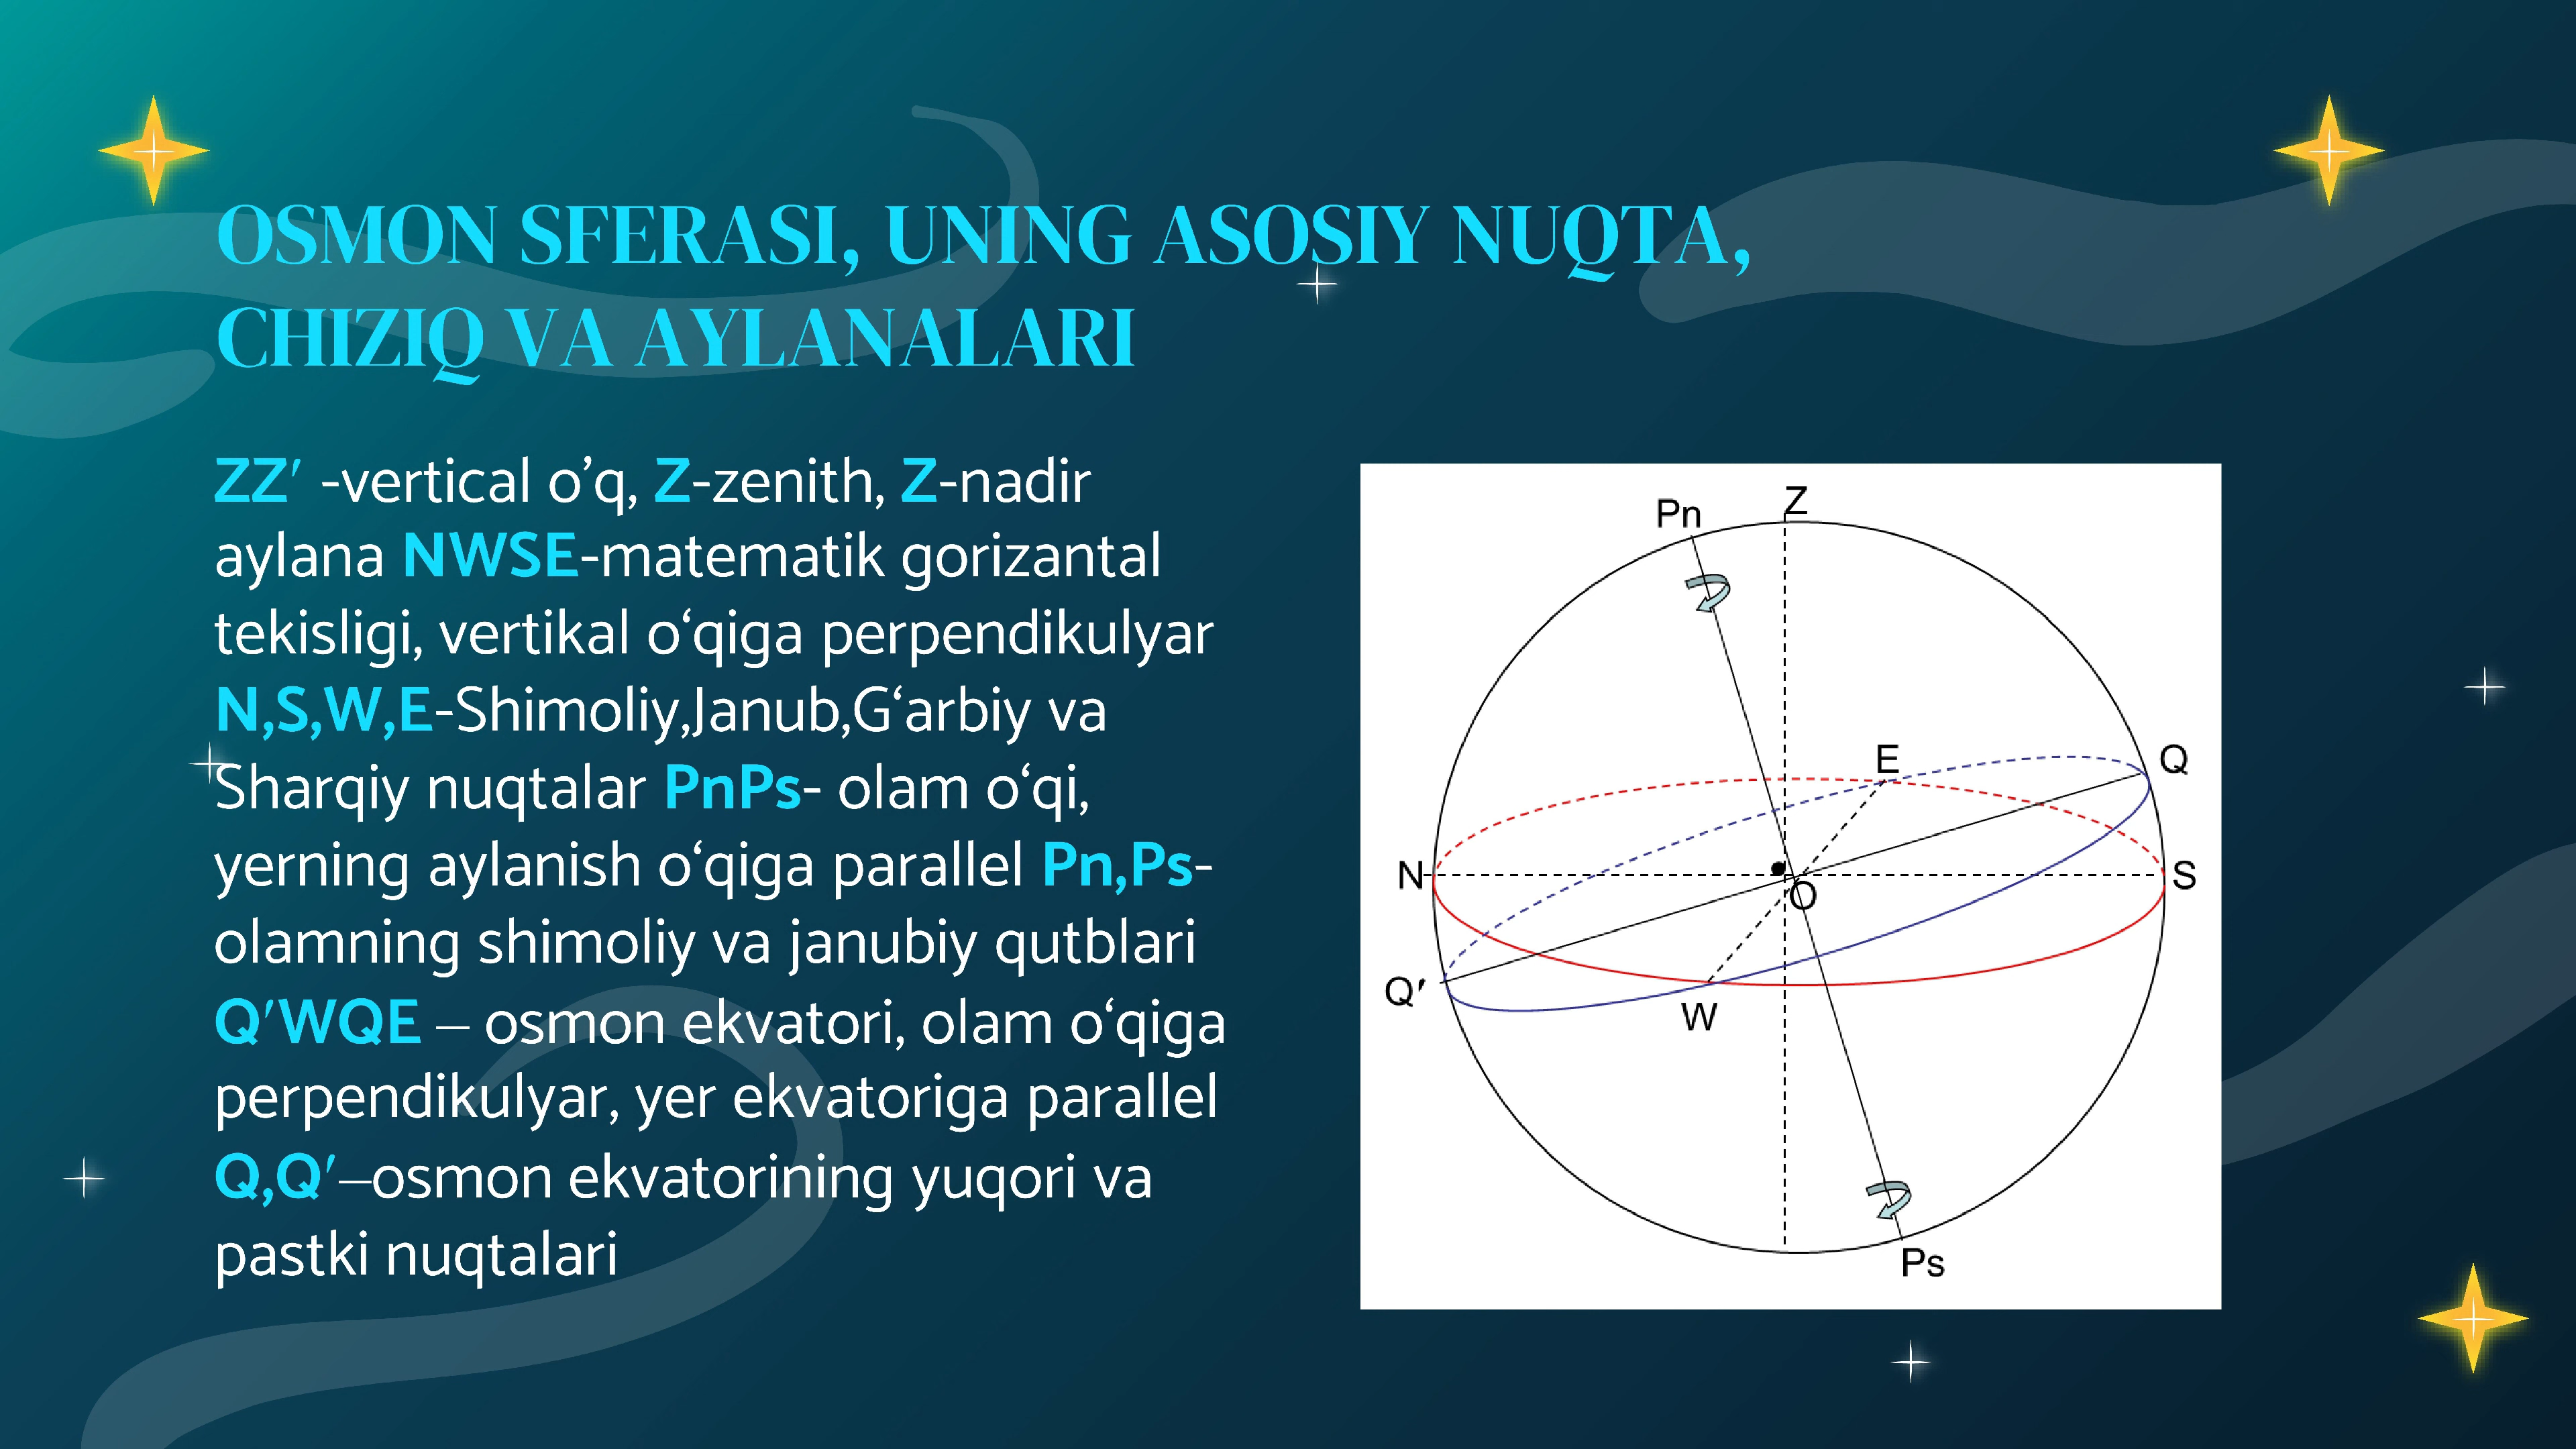 OSMON SFERASI, UNING ASOSIY NUQTA,
CHIZIQ VA AYLANALARI
ZZ′ -vertical o’q, Z-zenith, Z-nadir
aylana NWSE-matematik gorizantal
tekisligi, vertikal o‘qiga perpendikulyar
N,S,W,E-Shimoliy,Janub,G‘arbiy va
Sharqiy nuqtalar PnPs- olam o‘qi,
yerning aylanish o‘qiga parallel Pn,Ps-
olamning shimoliy va janubiy qutblari
Q′WQE – osmon ekvatori, olam o‘qiga
perpendikulyar, yer ekvatoriga parallel
Q,Q′–osmon ekvatorining yuqori va
pastki nuqtalari
Pn
Z
E
Q
N
O
S
Q′
W
Ps